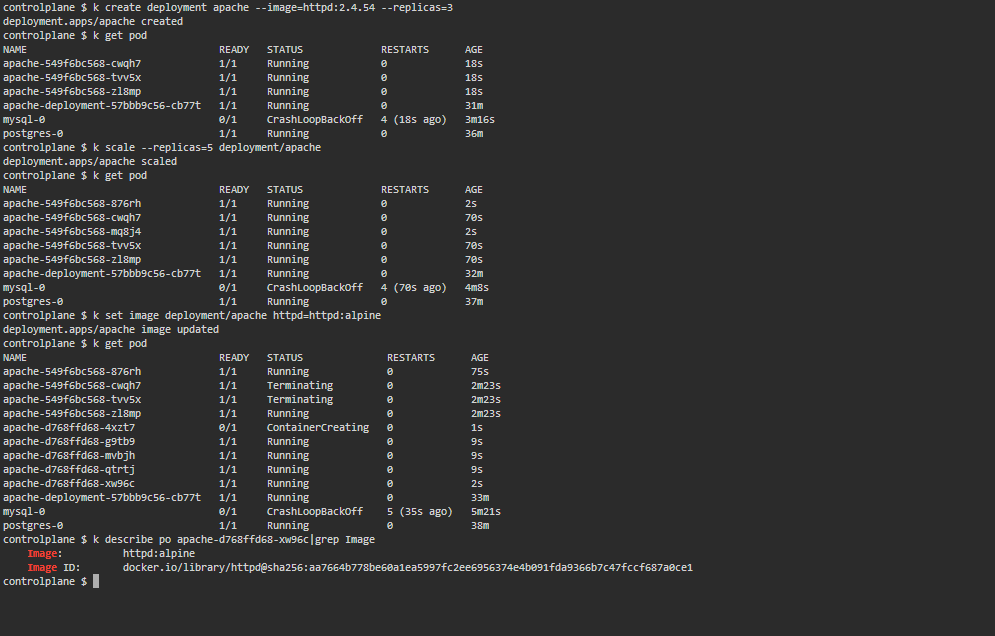 controlplane $ k create deployment apache --image=httpd:2.4.54 --replicas=3
deployment.apps/apache created
controlplane $ k get pod
NAME READY STATUS RESTARTS AGE
apache-549f6bc568-cwqh7 1/1 Running 0 18s
apache-549f6bc568-tvv5x 1/1 Running 0 18s
apache-549f6bc568-zl8mp 1/1 Running 0 18s
apache-deployment-57bbb9c56-cb77t 1/1 Running 0 31m
mysql-0 0/1 CrashLoopBackOff 4 (18s ago) 3m16s
postgres-0 1/1 Running 0 36m
controlplane $ k scale --replicas=5 deployment/apache
deployment.apps/apache scaled
controlplane $ k get pod
NAME READY STATUS RESTARTS AGE
apache-549f6bc568-876rh 1/1 Running 0 2s
apache-549f6bc568-cwqh7 1/1 Running 0 70s
apache-549f6bc568-mq8j4 1/1 Running 0 2s
apache-549f6bc568-tvv5x 1/1 Running 0 70s
apache-549f6bc568-zl8mp 1/1 Running 0 70s
apache-deployment-57bbb9c56-cb77t 1/1 Running 0 32m
mysql-0 0/1 CrashLoopBackOff 4 (70s ago) 4m8s
postgres-0 1/1 Running 0 37m
controlplane $ k set image deployment/apache httpd=httpd:alpine
deployment.apps/apache image updated
controlplane $ k get pod
NAME READY STATUS RESTARTS AGE
apache-549f6bc568-876rh 1/1 Running 0 75s
apache-549f6bc568-cwqh7 1/1 Terminating 0 2m23s
apache-549f6bc568-tvv5x 1/1 Terminating 0 2m23s
apache-549f6bc568-zl8mp 1/1 Running 0 2m23s
apache-d768ffd68-4xzt7 0/1 ContainerCreating 0 1s
apache-d768ffd68-g9tb9 1/1 Running 0 9s
apache-d768ffd68-mvbjh 1/1 Running 0 9s
apache-d768ffd68-qtrtj 1/1 Running 0 9s
apache-d768ffd68-xw96c 1/1 Running 0 2s
apache-deployment-57bbb9c56-cb77t 1/1 Running 0 33m
mysql-0 0/1 CrashLoopBackOff 5 (35s ago) 5m21s
postgres-0 1/1 Running 0 38m
controlplane $ k describe po apache-d768ffd68-xw96c|grep Image
Image: httpd:alpine
Image ID: docker.io/library/httpd@sha256:aa7664b778be60a1ea5997fc2ee6956374e4b091fda9366b7c47fccf687a0ce1
controlplane $